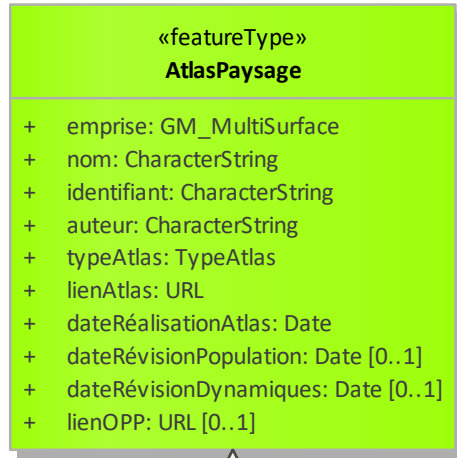 «featureType»
AtlasPaysage
+ emprise: GM_MultiSurface
+ nom: CharacterString
+ identifiant: CharacterString
+ auteur: CharacterString
+ typeAtlas: TypeAtlas
+ lienAtlas: URL
+ dateRéalisationAtlas: Date
+ dateRévisionPopulation: Date [0..1]
+ dateRévisionDynamiques: Date [0..1]
+ lienOPP: URL [0..1]